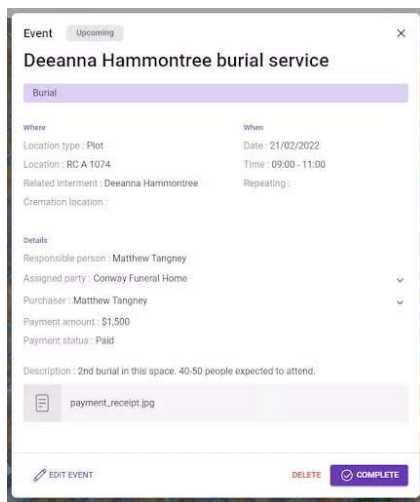 Event Upcoming
Deeanna Hammontree burial service
Burial
Where
Location type : Plot
Location : RC A 1074
Related interment : Deeanna Hammontree
Cremation location :
When
Date : 21/02/2022
Time : 09:00 - 11:00
Repeating :
Details
Responsible person : Matthew Tangney
Assigned party : Conway Funeral Home
Purchaser : Matthew Tangney
Payment amount : $1,500
Payment status : Paid
Description : 2nd burial in this space. 40-50 people expected to attend.
payment_receipt.jpg
EDIT EVENT
DELETE
COMPLETE